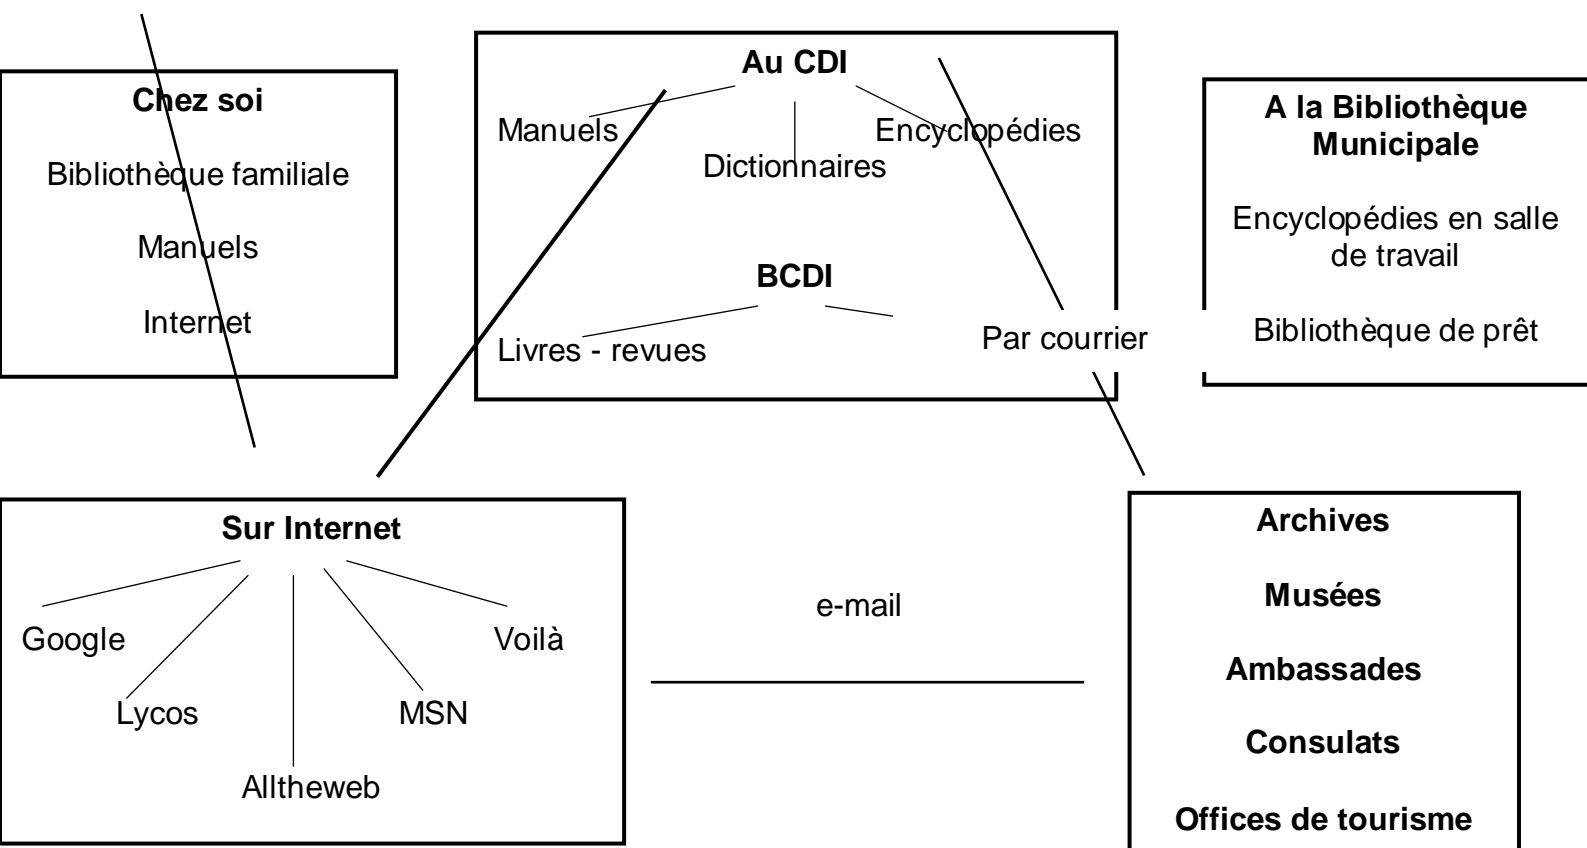 Chez soi
Bibliothèque familiale
Manuels
Internet
Au CDI
Manuels
Encyclopédies
Dictionnaires
BCDI
Livres - revues
Par courrier
A la Bibliothèque
Municipale
Encyclopédies en salle
de travail
Bibliothèque de prêt
Sur Internet
Google
Voilà
Lycos
MSN
Alltheweb
e-mail
Archives
Musées
Ambassades
Consulats
Offices de tourisme